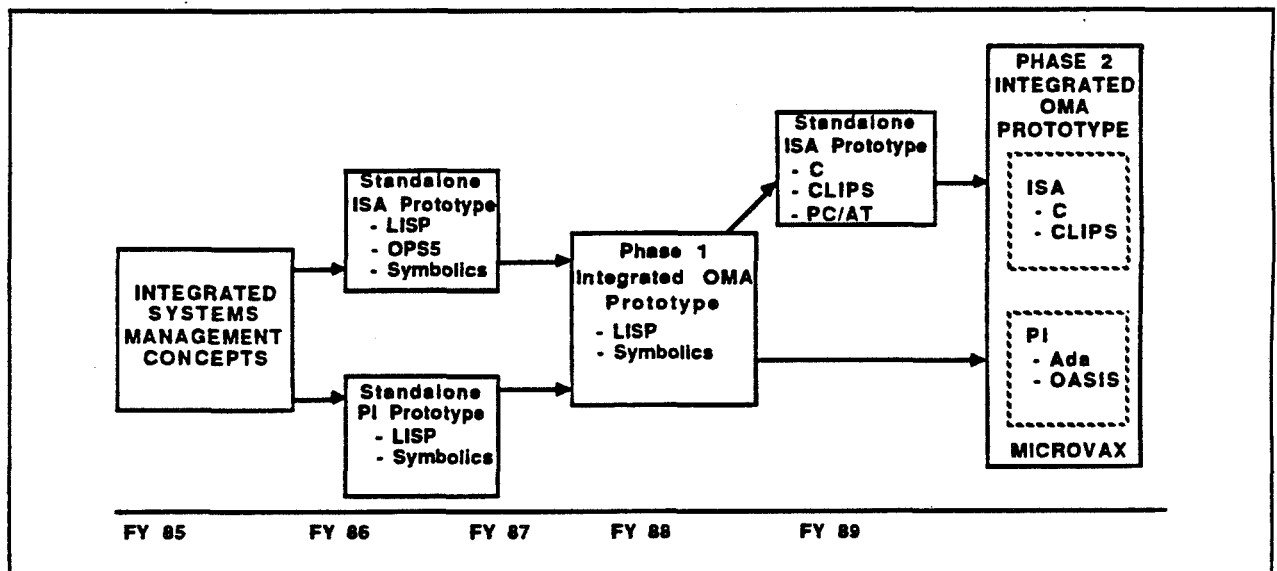 INTEGRATED
SYSTEMS
MANAGEMENT
CONCEPTS
Standalone
ISA Prototype
- LISP
- OPS5
- Symbolics
Standalone
PI Prototype
- LISP
- Symbolics
Phase 1
Integrated OMA
Prototype
- LISP
- Symbolics
Standalone
ISA Prototype
- C
- CLIPS
- PC/AT
PHASE 2
INTEGRATED
OMA
PROTOTYPE
ISA
- C
- CLIPS
PI
- Ada
- OASIS
MICROVAX
FY 85 FY 86 FY 87 FY 88 FY 89